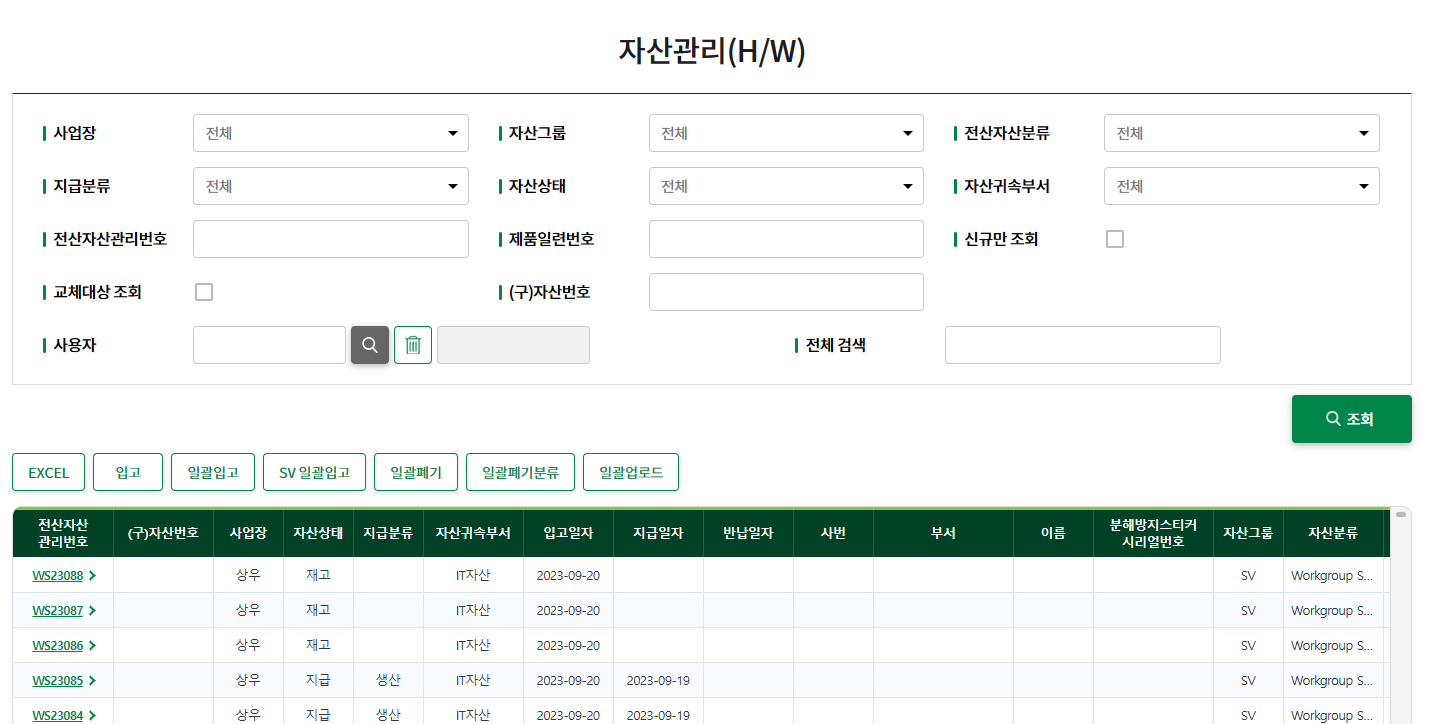 자산관리(H/W)
사업장 전체 자산그룹 전체 전산자산분류 전체
지급분류 전체 자산상태 전체 자산귀속부서 전체
전산자산관리번호 제품일련번호 신규만 조회
교체대상 조회 (구)자산번호
사용자 전체 검색
조회
EXCEL 입고 일괄입고 SV 일괄입고 일괄폐기 일괄폐기분류 일괄업로드
전산자산 관리번호 (구)자산번호 사업장 자산상태 지급분류 자산귀속부서 입고일자 지급일자 반납일자 사번 부서 이름 분해방지스티커 시리얼번호 자산그룹 자산분류
WS23088 상우 재고 IT자산 2023-09-20 SV Workgroup S...
WS23087 상우 재고 IT자산 2023-09-20 SV Workgroup S...
WS23086 상우 재고 IT자산 2023-09-20 SV Workgroup S...
WS23085 상우 지급 생산 IT자산 2023-09-20 2023-09-19 SV Workgroup S...
WS23084 상우 지급 생산 IT자산 2023-09-20 2023-09-19 SV Workgroup S...